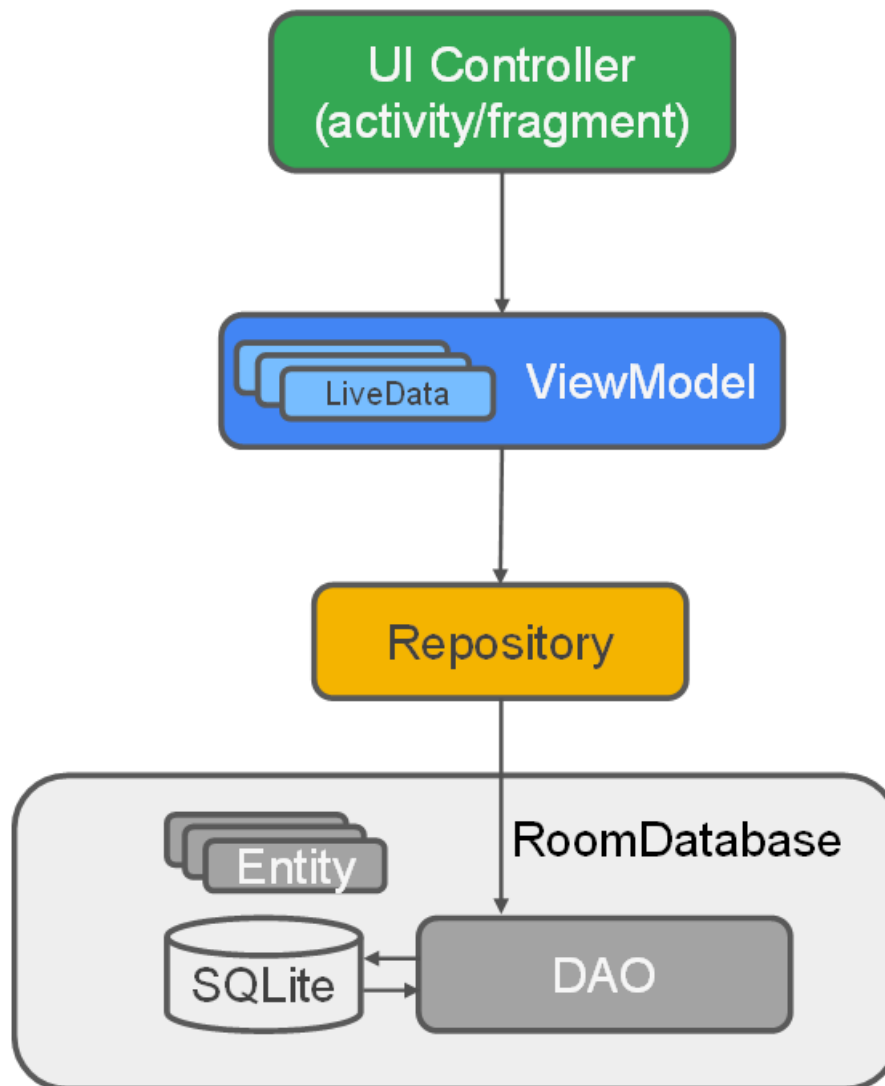 UI Controller
(activity/fragment)
LiveData
ViewModel
Repository
RoomDatabase
Entity
SQLite
DAO